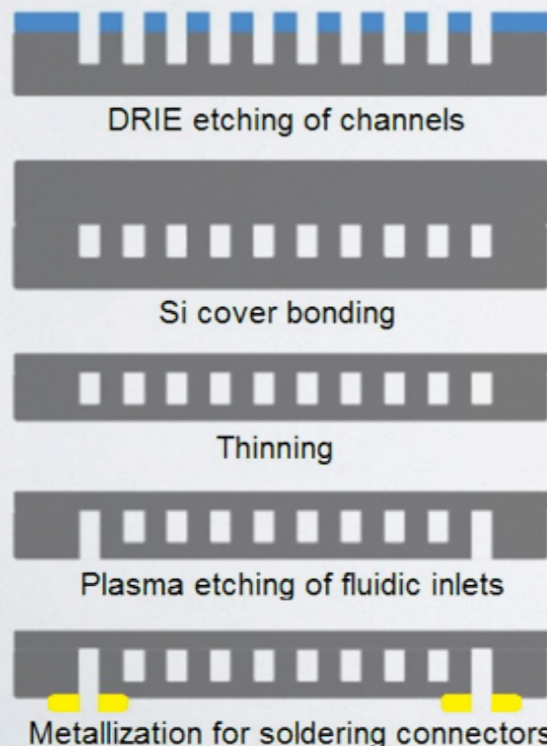 DRIE etching of channels
Si cover bonding
Thinning
Plasma etching of fluidic inlets
Metallization for soldering connectors